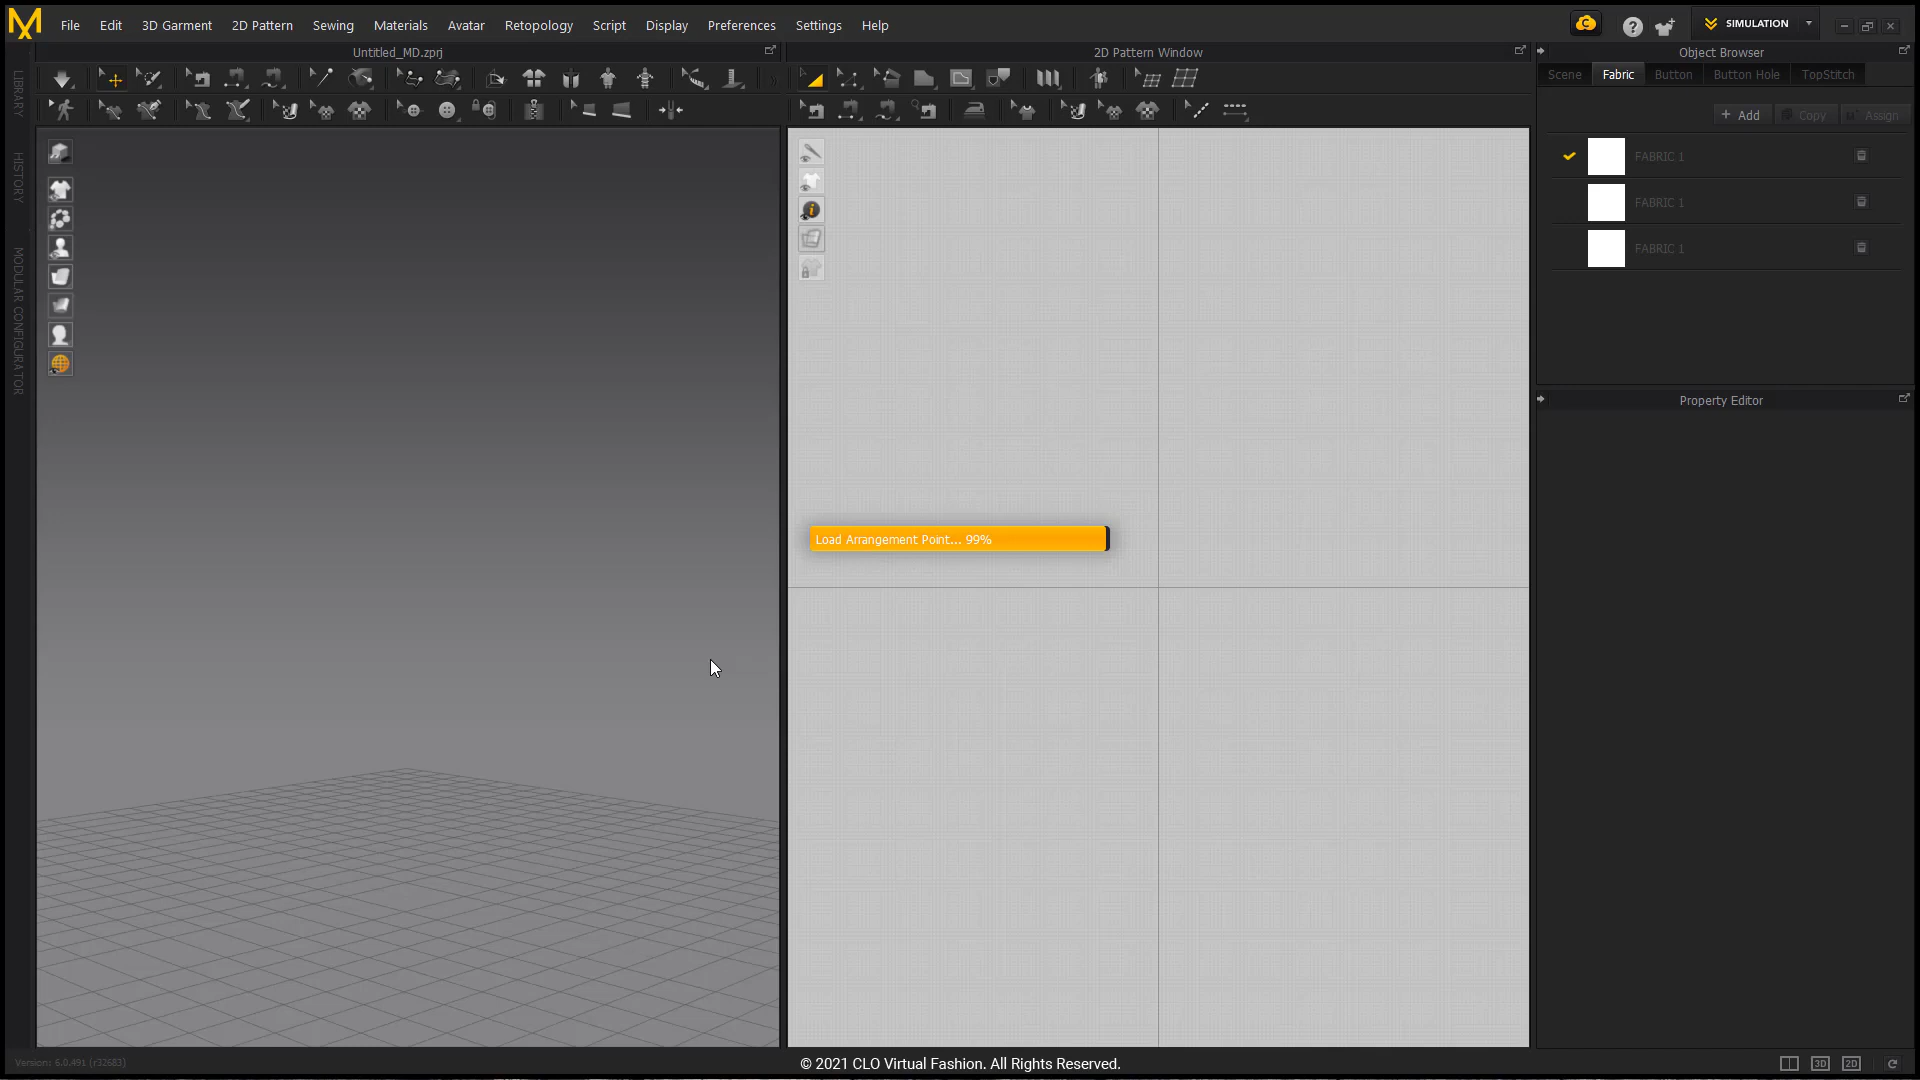 File Edit 3D Garment 2D Pattern Sewing Materials Avatar Retopology Script Display Preferences Settings Help
SIMULATION
Untitled_MD.zprj
2D Pattern Window
Object Browser
Scene Fabric Button Button Hole TopStitch
+ Add Copy Assign
FABRIC 1
FABRIC 1
FABRIC 1
LIBRARY
HISTORY
MODULAR CONFIGURATOR
Property Editor
Load Arrangement Point... 99%
Version: 6.0.491 (r32683)
© 2021 CLO Virtual Fashion. All Rights Reserved.
3D
2D